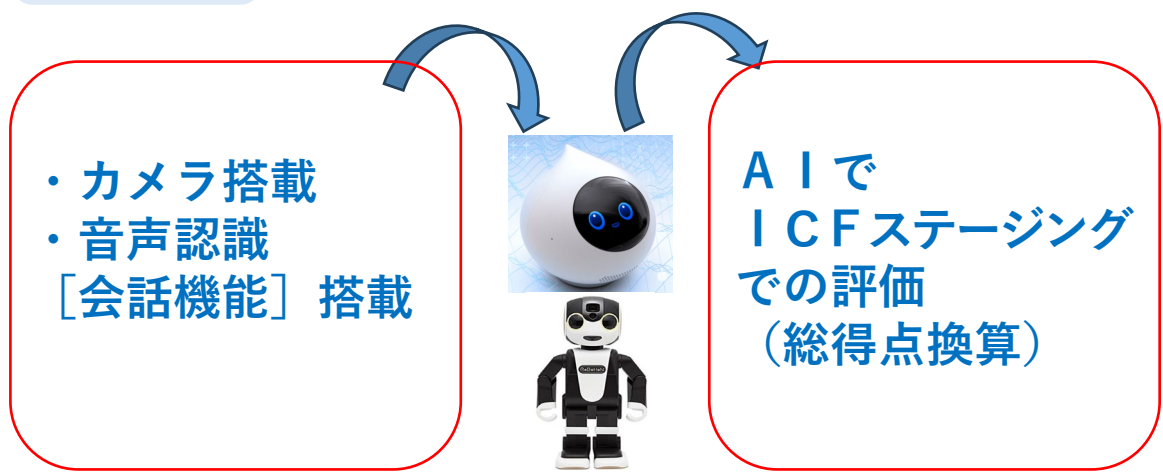 ・カメラ搭載
・音声認識
［会話機能］搭載
ＡＩで
ＩＣＦステージング
での評価
（総得点換算）
RoBoHoN